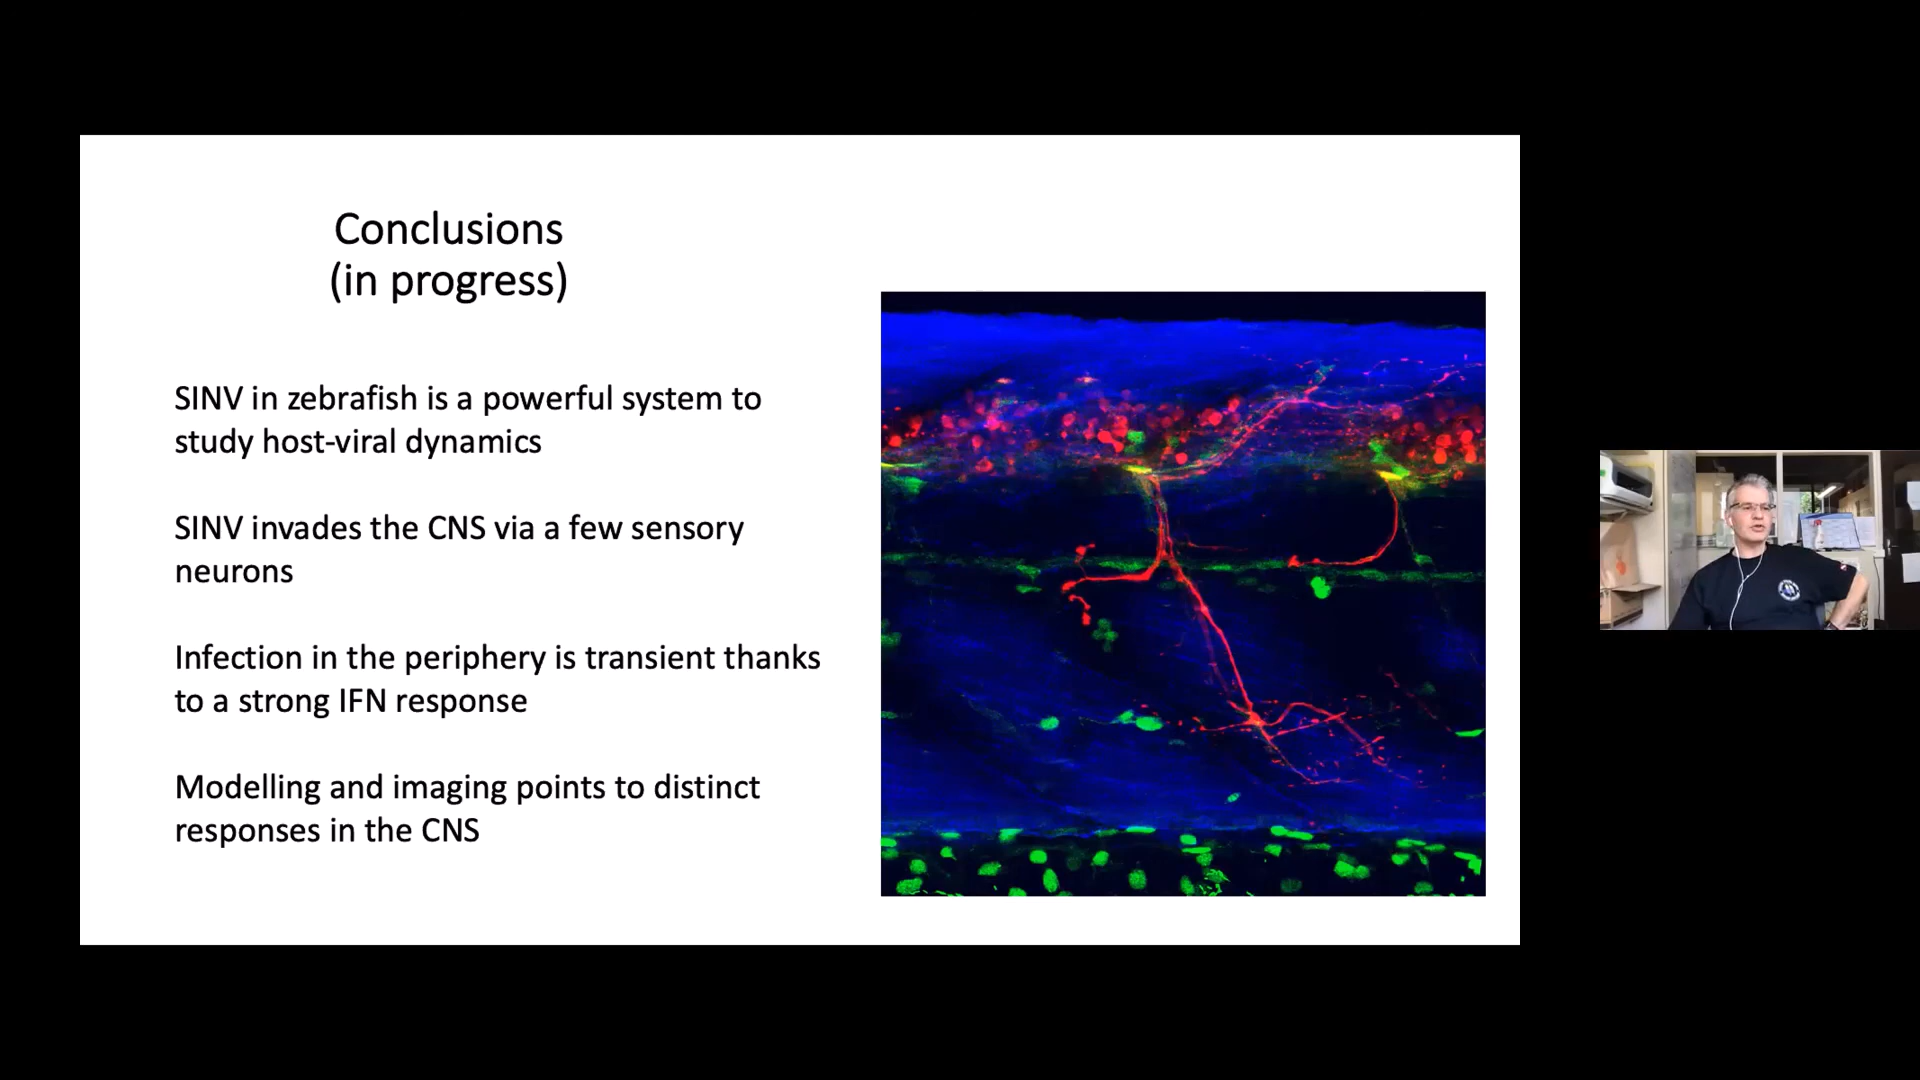 Conclusions
(in progress)
SINV in zebrafish is a powerful system to
study host-viral dynamics
SINV invades the CNS via a few sensory
neurons
Infection in the periphery is transient thanks
to a strong IFN response
Modelling and imaging points to distinct
responses in the CNS